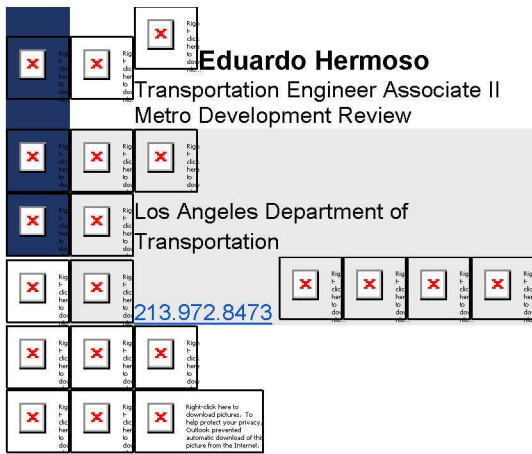 Eduardo Hermoso
Transportation Engineer Associate II
Metro Development Review
Los Angeles Department of
Transportation
213.972.8473
Right-click here to
download pictures. To
help protect your privacy,
Outlook prevented
automatic download of this
picture from the Internet.